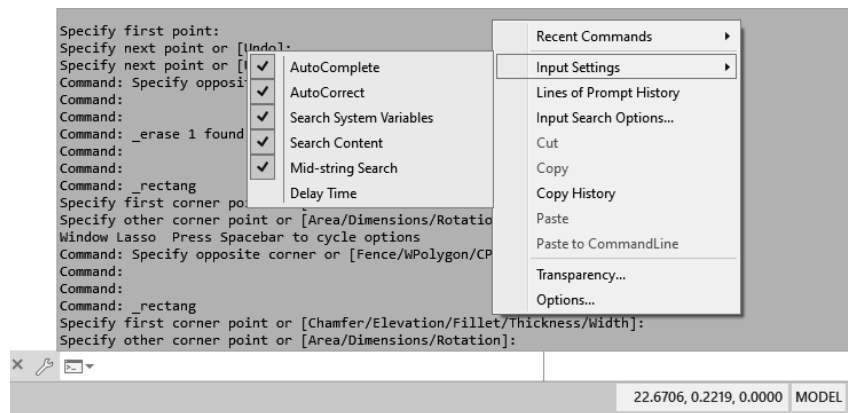 Specify first point:
Specify next point or [Undo]:
Specify next point or [U
Command: Specify opposi
Command:
Command:
Command: _erase 1 found
Command:
Command:
Command: _rectang
Specify first corner po
Specify other corner point or [Area/Dimensions/Rotatio
Window Lasso  Press Spacebar to cycle options
Command: Specify opposite corner or [Fence/WPolygon/CP
Command:
Command:
Command: _rectang
Specify first corner point or [Chamfer/Elevation/Fillet/Thickness/Width]:
Specify other corner point or [Area/Dimensions/Rotation]:
AutoComplete
AutoCorrect
Search System Variables
Search Content
Mid-string Search
Delay Time
Recent Commands
Input Settings
Lines of Prompt History
Input Search Options...
Cut
Copy
Copy History
Paste
Paste to CommandLine
Transparency...
Options...
22.6706, 0.2219, 0.0000 MODEL